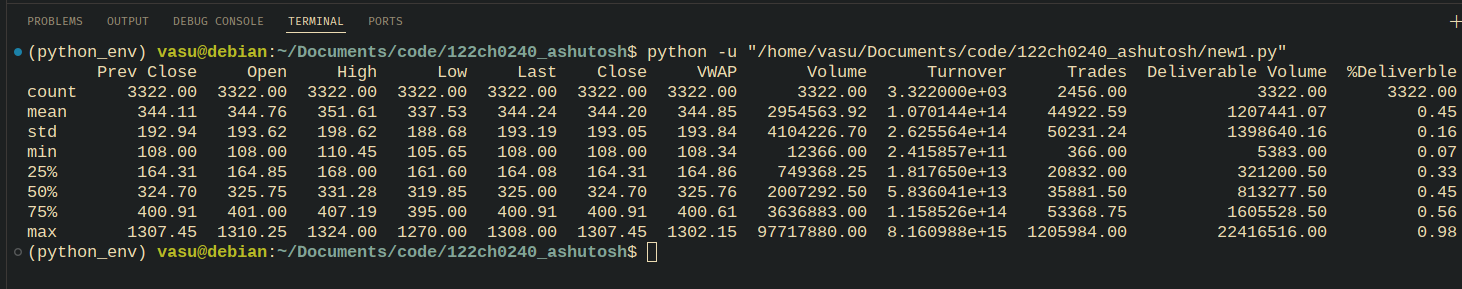 PROBLEMS OUTPUT DEBUG CONSOLE TERMINAL PORTS
(python_env) vasu@debian:~/Documents/code/122ch0240_ashutosh$ python -u "/home/vasu/Documents/code/122ch0240_ashutosh/new1.py"
Prev Close Open High Low Last Close VWAP Volume Turnover Trades Deliverable Volume %Deliverble
count 3322.00 3322.00 3322.00 3322.00 3322.00 3322.00 3322.00 3322.00 3.322000e+03 2456.00 3322.00 3322.00
mean 344.11 344.76 351.61 337.53 344.24 344.20 344.85 2954563.92 1.070144e+14 44922.59 1207441.07 0.45
std 192.94 193.62 198.62 188.68 193.19 193.05 193.84 4104226.70 2.625564e+14 50231.24 1398640.16 0.16
min 108.00 108.00 110.45 105.65 108.00 108.00 108.34 12366.00 2.415857e+11 366.00 5383.00 0.07
25% 164.31 164.85 168.00 161.60 164.08 164.31 164.86 749368.25 1.817650e+13 20832.00 321200.50 0.33
50% 324.70 325.75 331.28 319.85 325.00 324.70 325.76 2007292.50 5.836041e+13 35881.50 813277.50 0.45
75% 400.91 401.00 407.19 395.00 400.91 400.91 400.61 3636883.00 1.158526e+14 53368.75 1605528.50 0.56
max 1307.45 1310.25 1324.00 1270.00 1308.00 1307.45 1302.15 97717880.00 8.160988e+15 1205984.00 22416516.00 0.98
(python_env) vasu@debian:~/Documents/code/122ch0240_ashutosh$